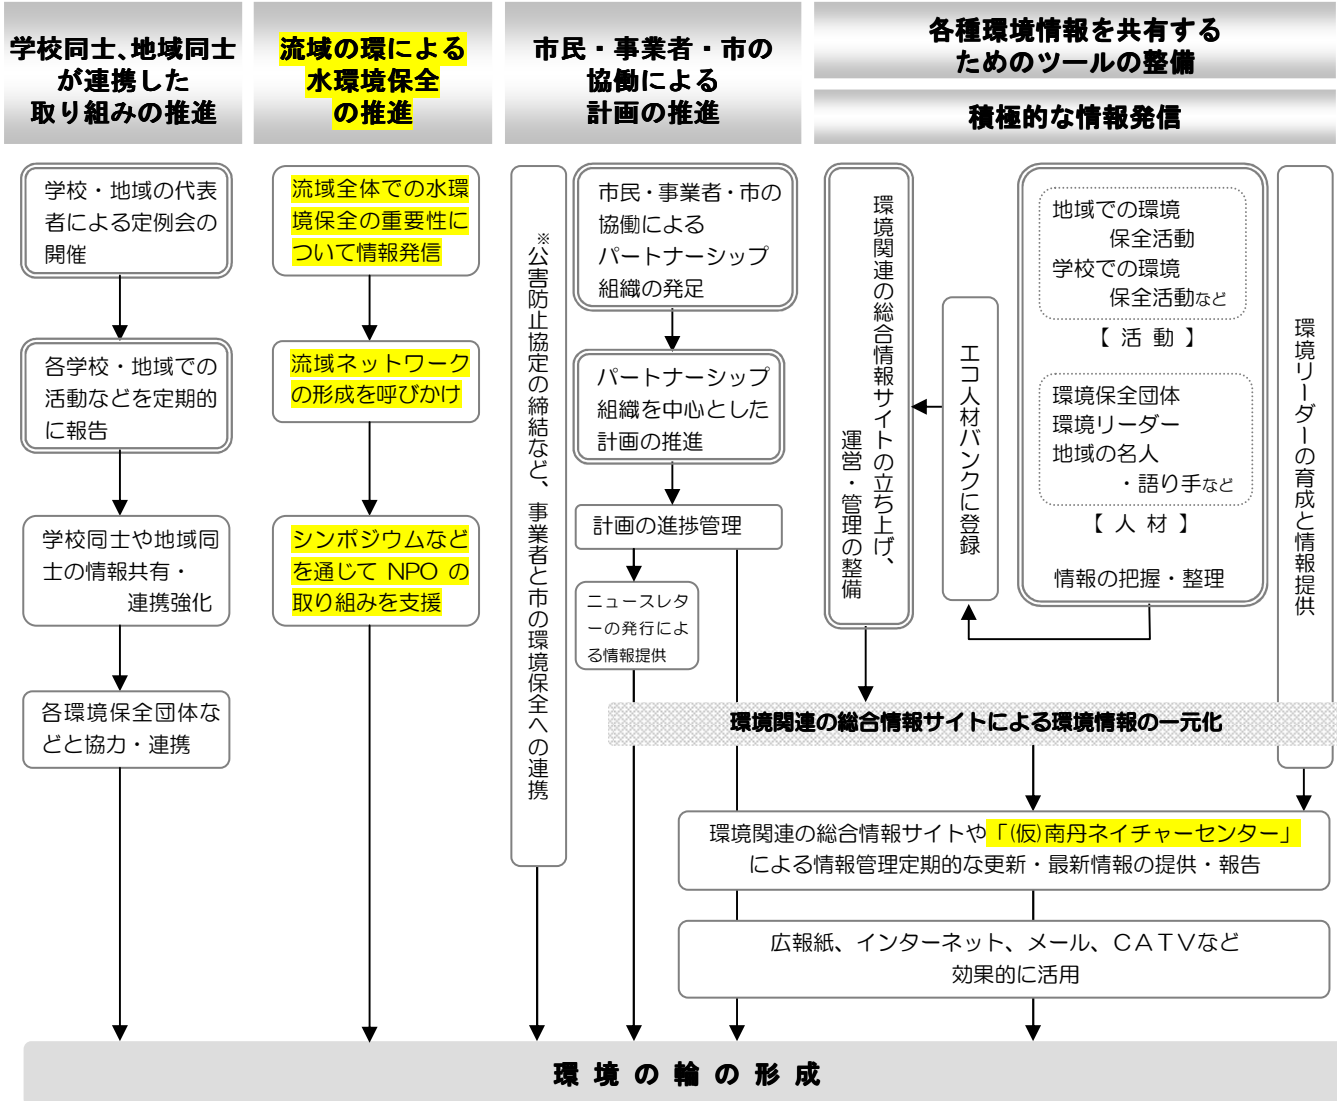 学校同士、地域同士
が連携した
取り組みの推進
流域の環による
水環境保全
の推進
市民・事業者・市の
協働による
計画の推進
各種環境情報を共有する
ためのツールの整備
積極的な情報発信
学校・地域の代表
者による定例会の
開催
各学校・地域での
活動などを定期的
に報告
学校同士や地域同
士の情報共有・
連携強化
各環境保全団体な
どと協力・連携
流域全体での水環
境保全の重要性に
ついて情報発信
流域ネットワーク
の形成を呼びかけ
シンポジウムなど
を通じて NPO の
取り組みを支援
※公害防止協定の締結など、事業者と市の環境保全への連携
市民・事業者・市の
協働による
パートナーシップ
組織の発足
パートナーシップ
組織を中心とした
計画の推進
計画の進捗管理
ニュースレタ
ーの発行によ
る情報提供
環境関連の総合情報サイトの立ち上げ、
運営・管理の整備
エコ人材バンクに登録
地域での環境
保全活動
学校での環境
保全活動など
【 活 動 】
環境保全団体
環境リーダー
地域の名人
・語り手など
【 人 材 】
情報の把握・整理
環境リーダーの育成と情報提供
環境関連の総合情報サイトによる環境情報の一元化
環境関連の総合情報サイトや「(仮)南丹ネイチャーセンター」
による情報管理定期的な更新・最新情報の提供・報告
広報紙、インターネット、メール、CATVなど
効果的に活用
環 境 の 輪 の 形 成